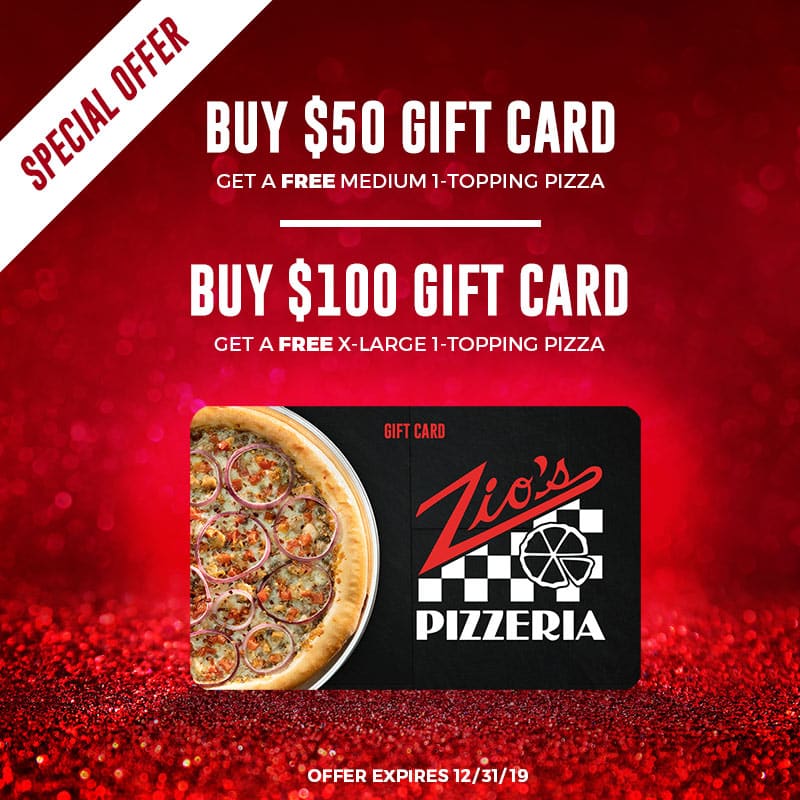 SPECIAL OFFER
BUY $50 GIFT CARD
GET A FREE MEDIUM 1-TOPPING PIZZA
BUY $100 GIFT CARD
GET A FREE X-LARGE 1-TOPPING PIZZA
GIFT CARD
Zio's
PIZZERIA
OFFER EXPIRES 12/31/19